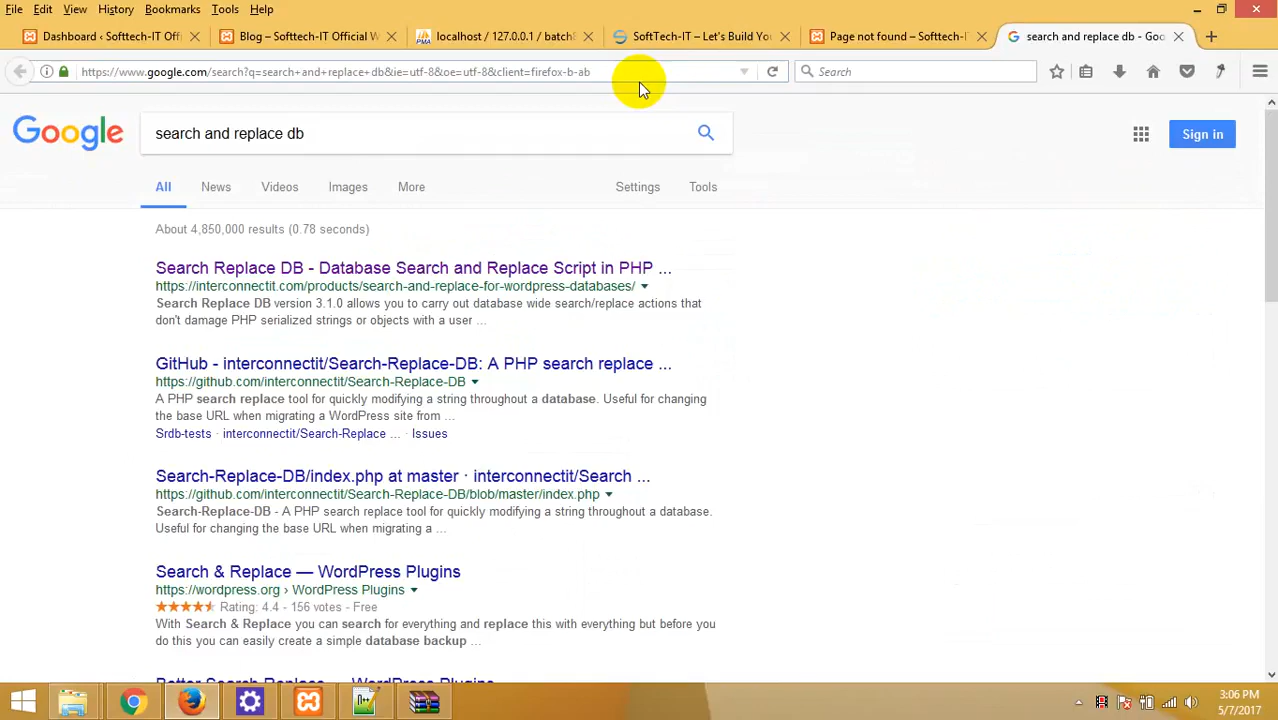 File Edit View History Bookmarks Tools Help
Dashboard ‹ Softtech-IT Offi
Blog – Softtech-IT Official W
localhost / 127.0.0.1 / batch
SoftTech-IT – Let's Build Yo
Page not found – Softtech-
search and replace db - Goo
https://www.google.com/search?q=search+and+replace+db&ie=utf-8&oe=utf-8&client=firefox-b-ab
Search
Google
search and replace db
Sign in
All News Videos Images More Settings Tools
About 4,850,000 results (0.78 seconds)
Search Replace DB - Database Search and Replace Script in PHP ...
https://interconnectit.com/products/search-and-replace-for-wordpress-databases/
Search Replace DB version 3.1.0 allows you to carry out database wide search/replace actions that
don't damage PHP serialized strings or objects with a user ...
GitHub - interconnectit/Search-Replace-DB: A PHP search replace ...
https://github.com/interconnectit/Search-Replace-DB
A PHP search replace tool for quickly modifying a string throughout a database. Useful for changing
the base URL when migrating a WordPress site from ...
Srdb-tests · interconnectit/Search-Replace ... · Issues
Search-Replace-DB/index.php at master · interconnectit/Search ...
https://github.com/interconnectit/Search-Replace-DB/blob/master/index.php
Search-Replace-DB - A PHP search replace tool for quickly modifying a string throughout a database.
Useful for changing the base URL when migrating a ...
Search & Replace — WordPress Plugins
https://wordpress.org › WordPress Plugins
Rating: 4.4 - 156 votes - Free
With Search & Replace you can search for everything and replace this with everything but before you
do this you can easily create a simple database backup ...
Better Search Replace — WordPress Plugins
3:06 PM
5/7/2017